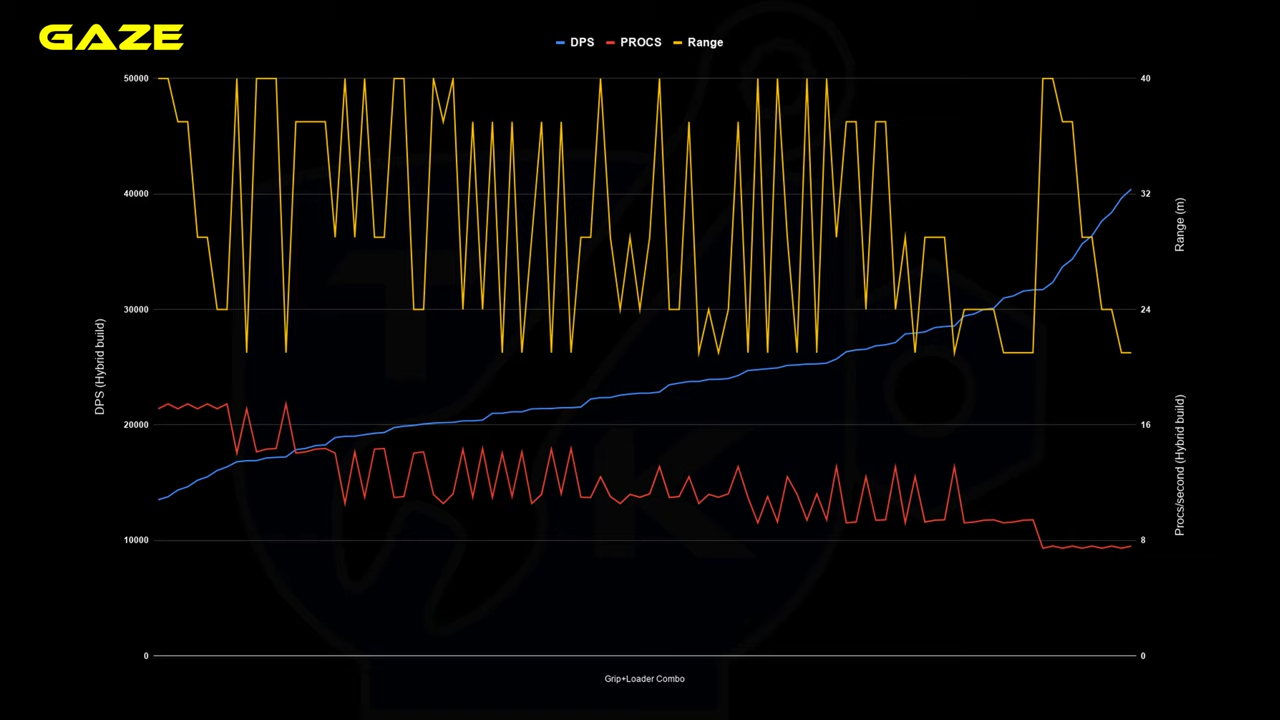 GAZE
DPS PROCS Range
50000
40000
30000
20000
10000
0
40
32
24
16
8
0
DPS (Hybrid build)
Range (m)
Procs/second (Hybrid build)
Grip+Loader Combo